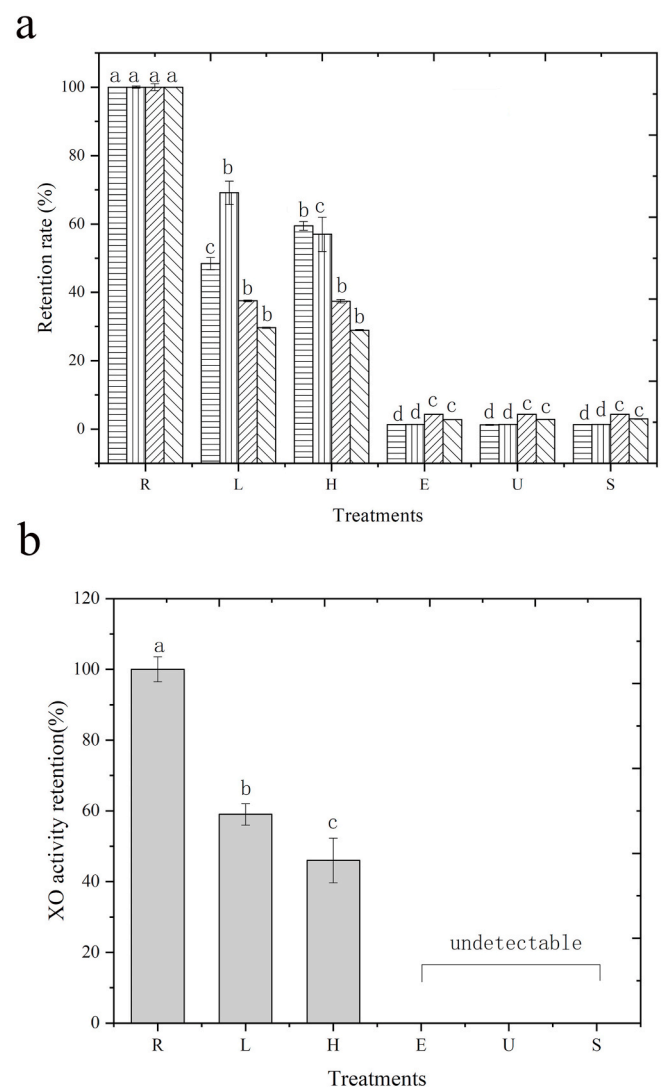 a
Retention rate (%)
100
80
60
40
20
0
a a a a
c b b b
b c b b
d d c c
d d c c
d d c c
R L H E U S
Treatments
b
XO activity retention(%)
120
100
80
60
40
20
0
a
b
c
undetectable
R L H E U S
Treatments